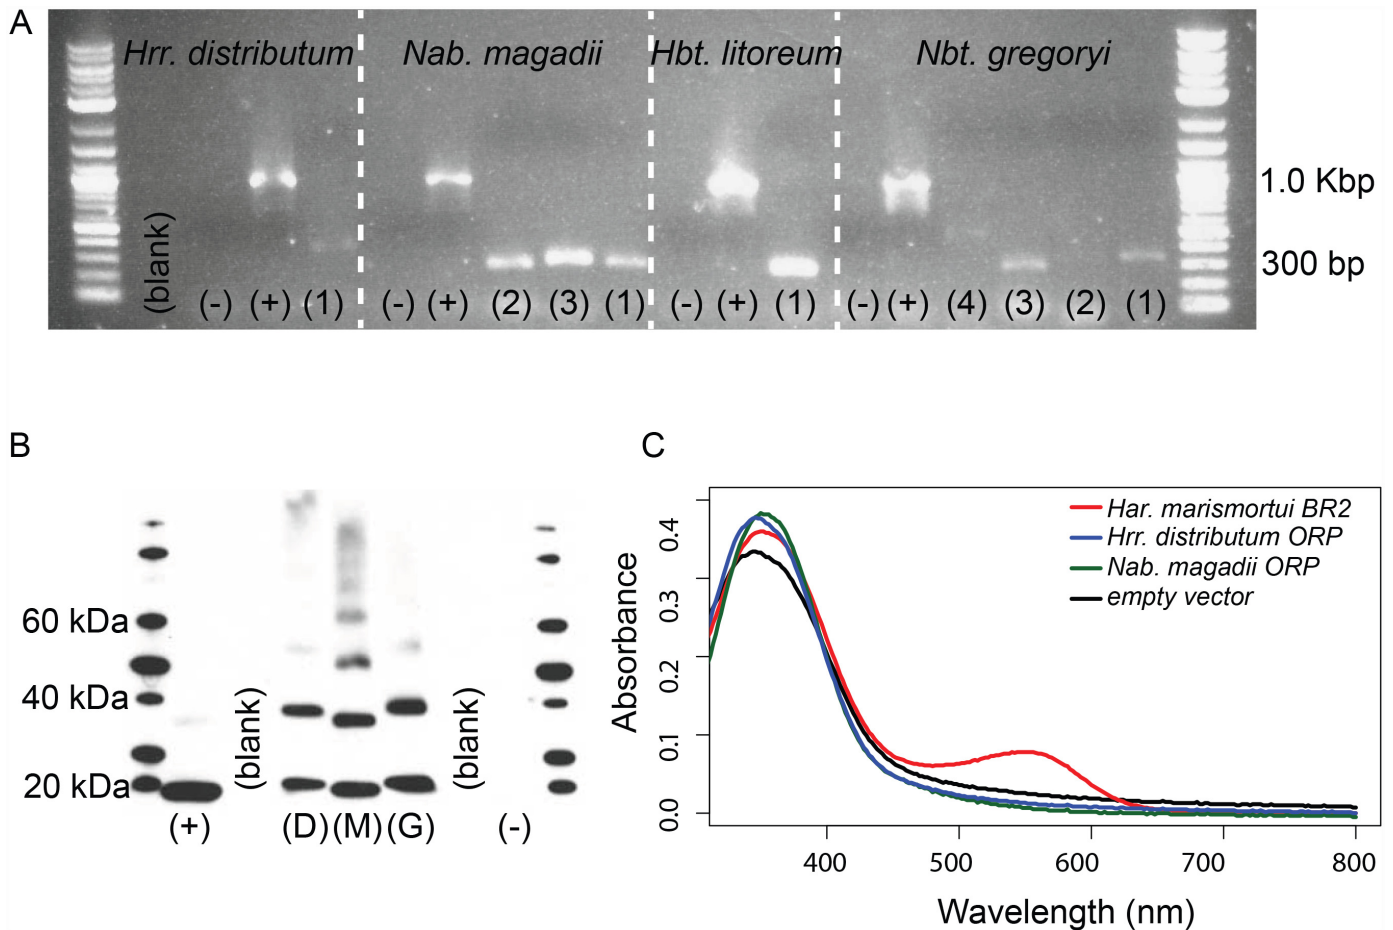 A
Hrr. distributum Nab. magadii Hbt. litoreum Nbt. gregoryi
1.0 Kbp
300 bp
(blank) (-) (+) (1) (-) (+) (2) (3) (1) (-) (+) (1) (-) (+) (4) (3) (2) (1)
B
60 kDa
40 kDa
20 kDa
(blank) (blank)
(+) (D) (M) (G) (-)
C
Har. marismortui BR2
Hrr. distributum ORP
Nab. magadii ORP
empty vector
Absorbance
0.4
0.3
0.2
0.1
0.0
400 500 600 700 800
Wavelength (nm)